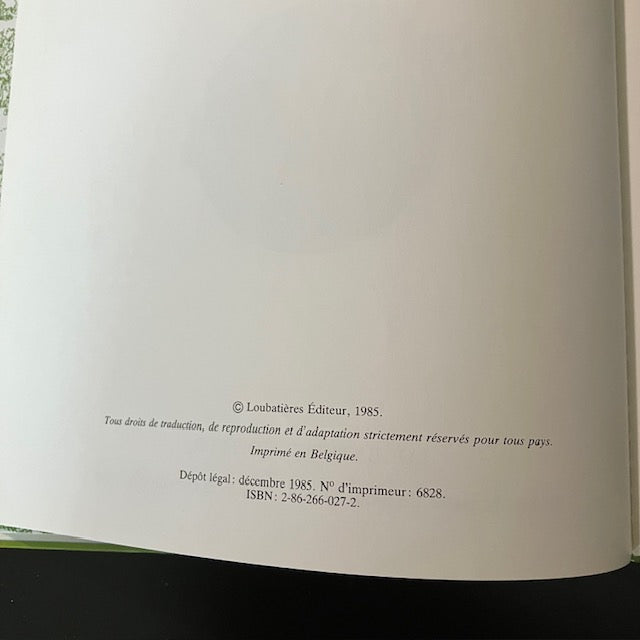 © Loubatières Éditeur, 1985.
Tous droits de traduction, de reproduction et d'adaptation strictement réservés pour tous pays.
Imprimé en Belgique.
Dépôt légal : décembre 1985. Nº d'imprimeur : 6828.
ISBN : 2-86-266-027-2.